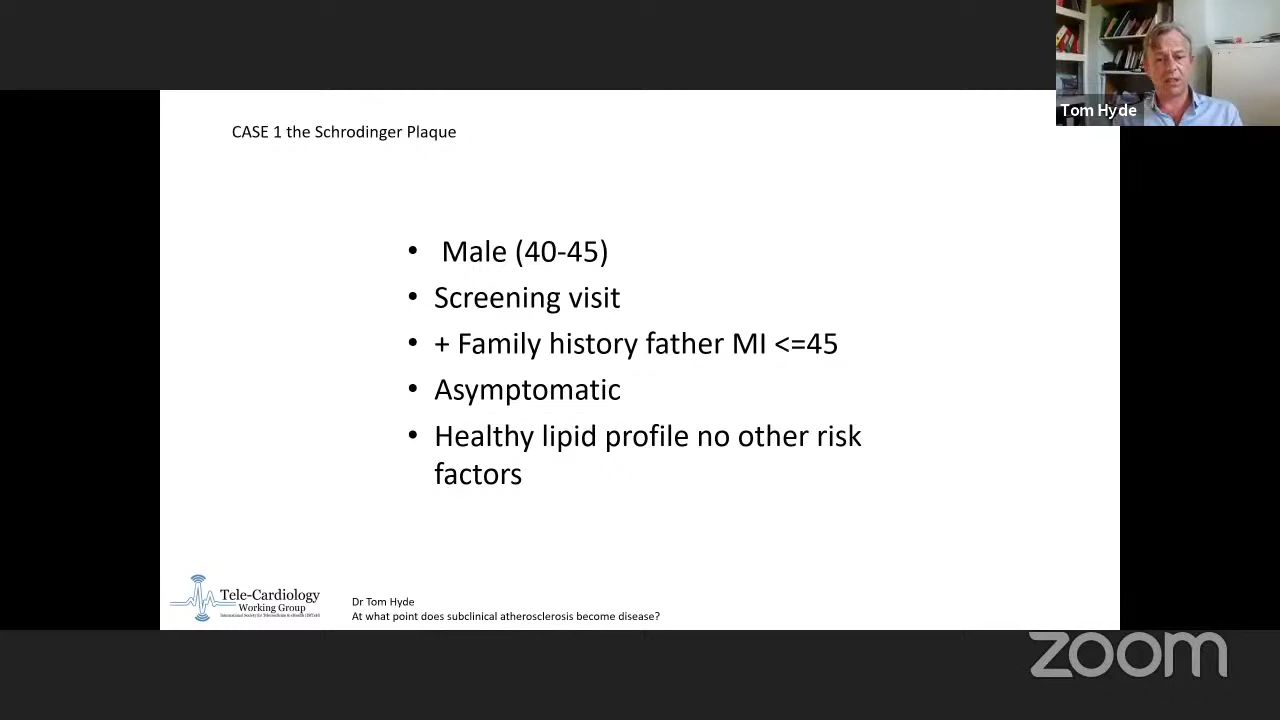 Tom Hyde
CASE 1 the Schrodinger Plaque
• Male (40-45)
• Screening visit
• + Family history father MI <=45
• Asymptomatic
• Healthy lipid profile no other risk
factors
Tele-Cardiology
Working Group
International Society for Telemedicine & eHealth (ISfTeH)
Dr Tom Hyde
At what point does subclinical atherosclerosis become disease?
zoom